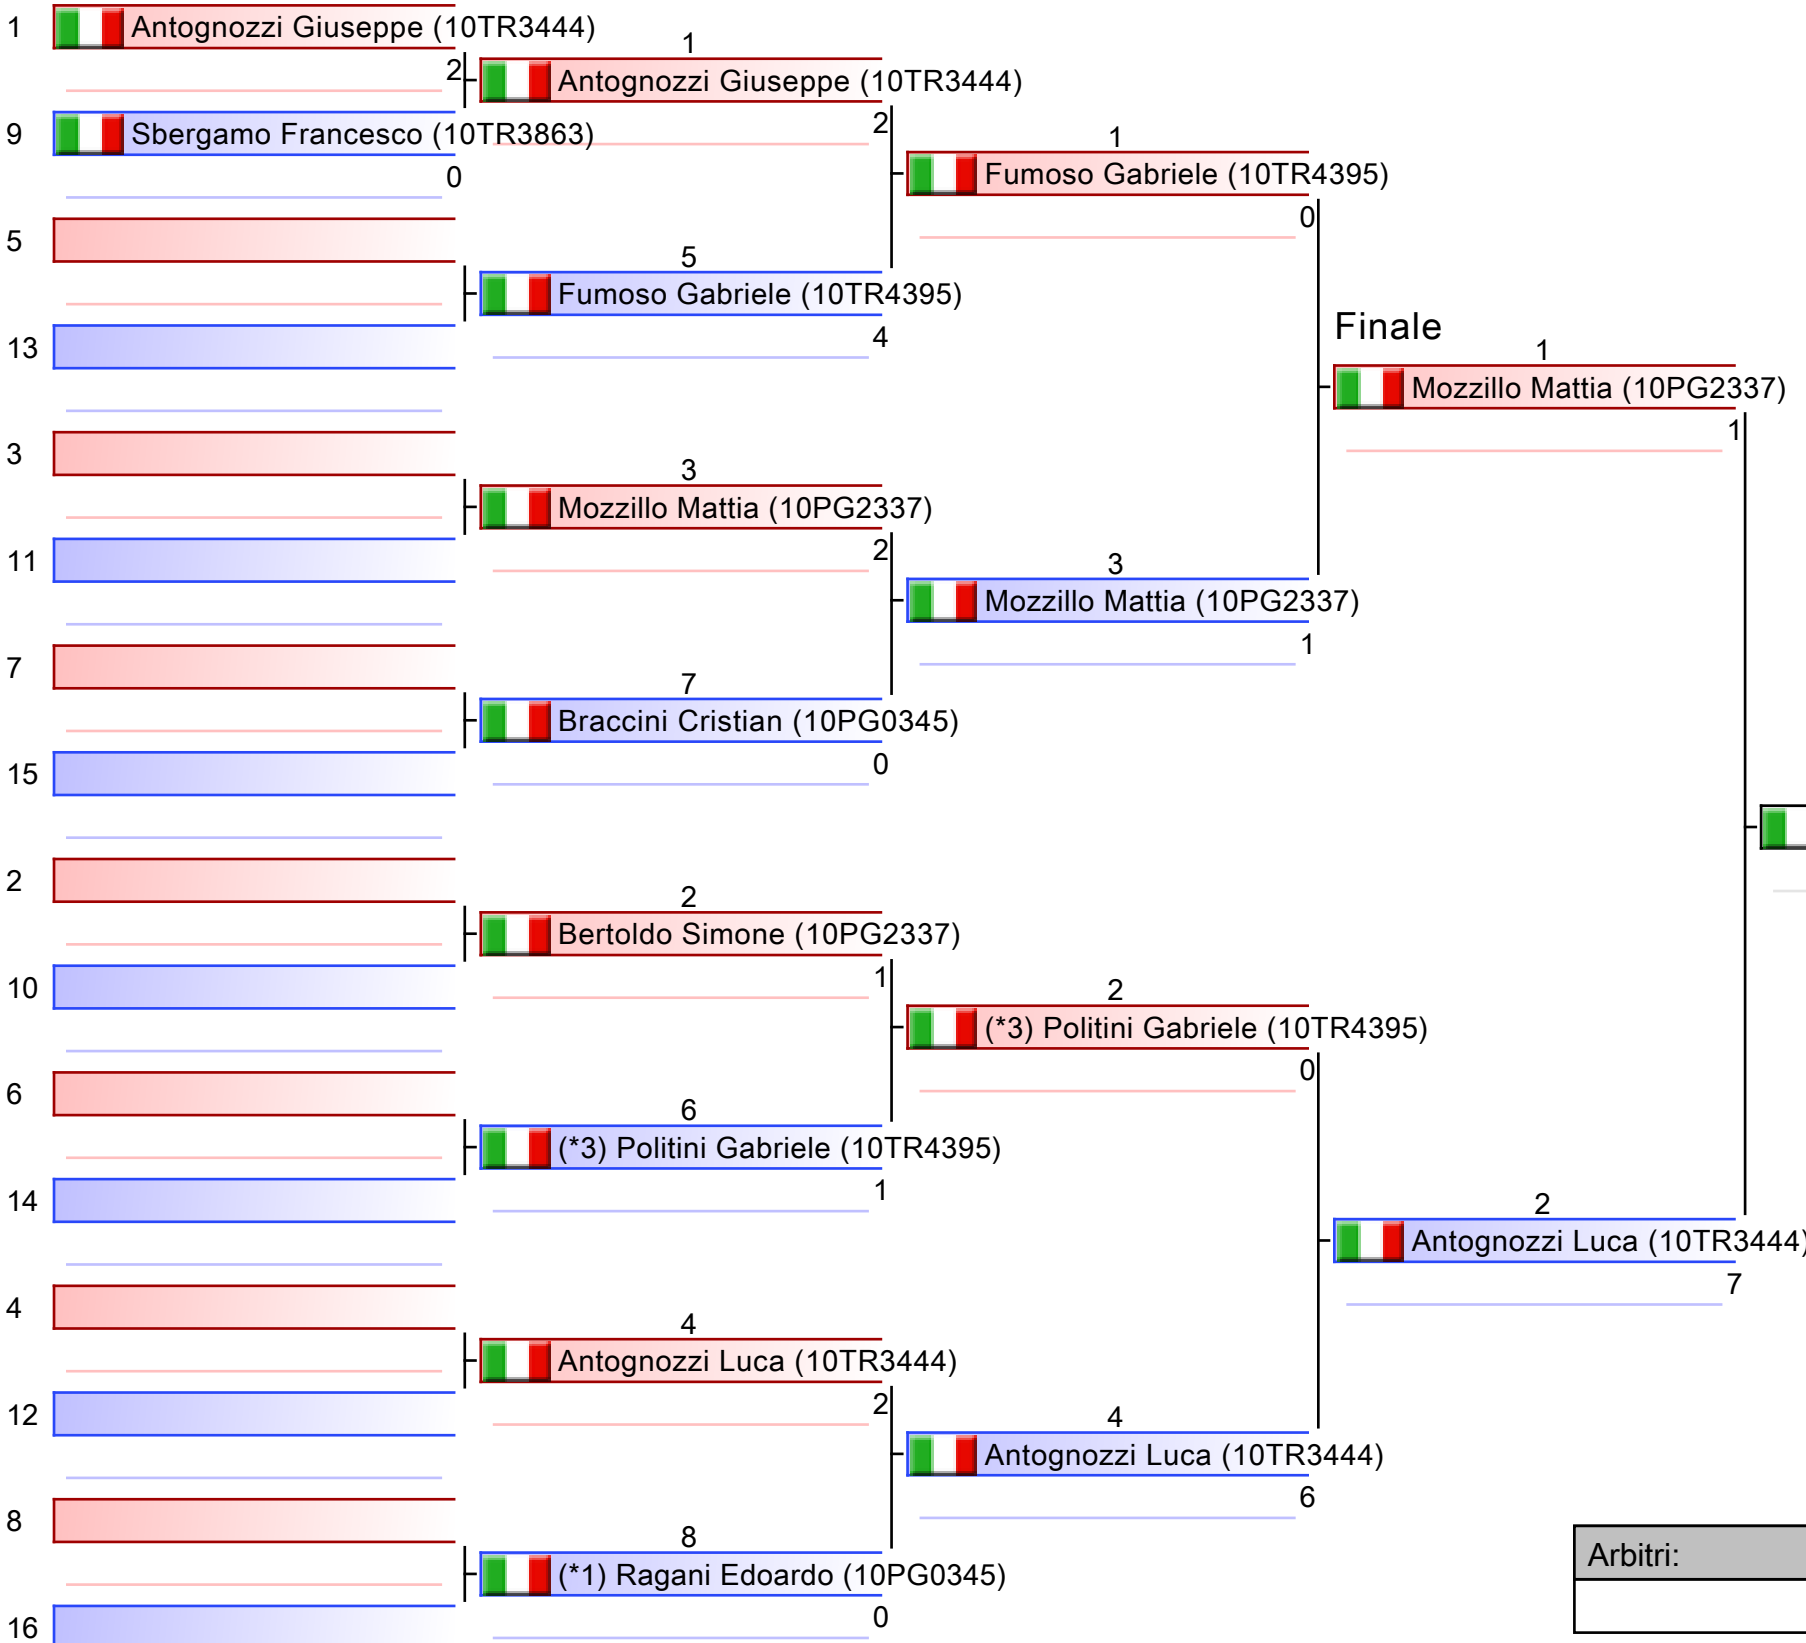 1 Antognozzi Giuseppe (10TR3444)
2
9 Sbergamo Francesco (10TR3863)
0
5
13
3
11
7
15
2
10
6
14
4
12
8
16
1
Antognozzi Giuseppe (10TR3444)
2
5
Fumoso Gabriele (10TR4395)
4
3
Mozzillo Mattia (10PG2337)
2
7
Braccini Cristian (10PG0345)
0
2
Bertoldo Simone (10PG2337)
1
6
(*3) Politini Gabriele (10TR4395)
1
4
Antognozzi Luca (10TR3444)
2
8
(*1) Ragani Edoardo (10PG0345)
0
1
Fumoso Gabriele (10TR4395)
0
3
Mozzillo Mattia (10PG2337)
1
2
(*3) Politini Gabriele (10TR4395)
0
4
Antognozzi Luca (10TR3444)
6
Finale
1
Mozzillo Mattia (10PG2337)
1
2
Antognozzi Luca (10TR3444)
7
Arbitri: